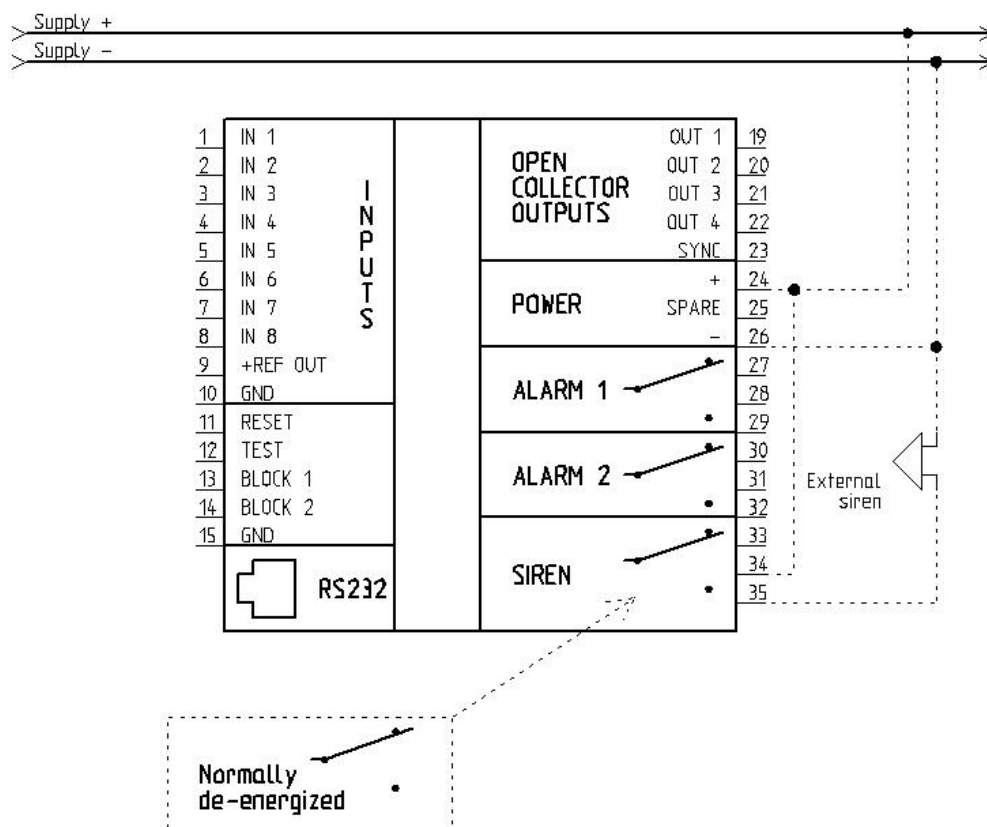 Supply +
Supply -
1 IN 1
2 IN 2
3 IN 3
4 IN 4
5 IN 5
6 IN 6
7 IN 7
8 IN 8
9 +REF OUT
10 GND
INPUTS
11 RESET
12 TEST
13 BLOCK 1
14 BLOCK 2
15 GND
RS232
OPEN
COLLECTOR
OUTPUTS
OUT 1 19
OUT 2 20
OUT 3 21
OUT 4 22
SYNC 23
POWER
+ 24
SPARE 25
- 26
ALARM 1
27
28
29
ALARM 2
30
31
32
SIREN
33
34
35
External
siren
Normally
de-energized